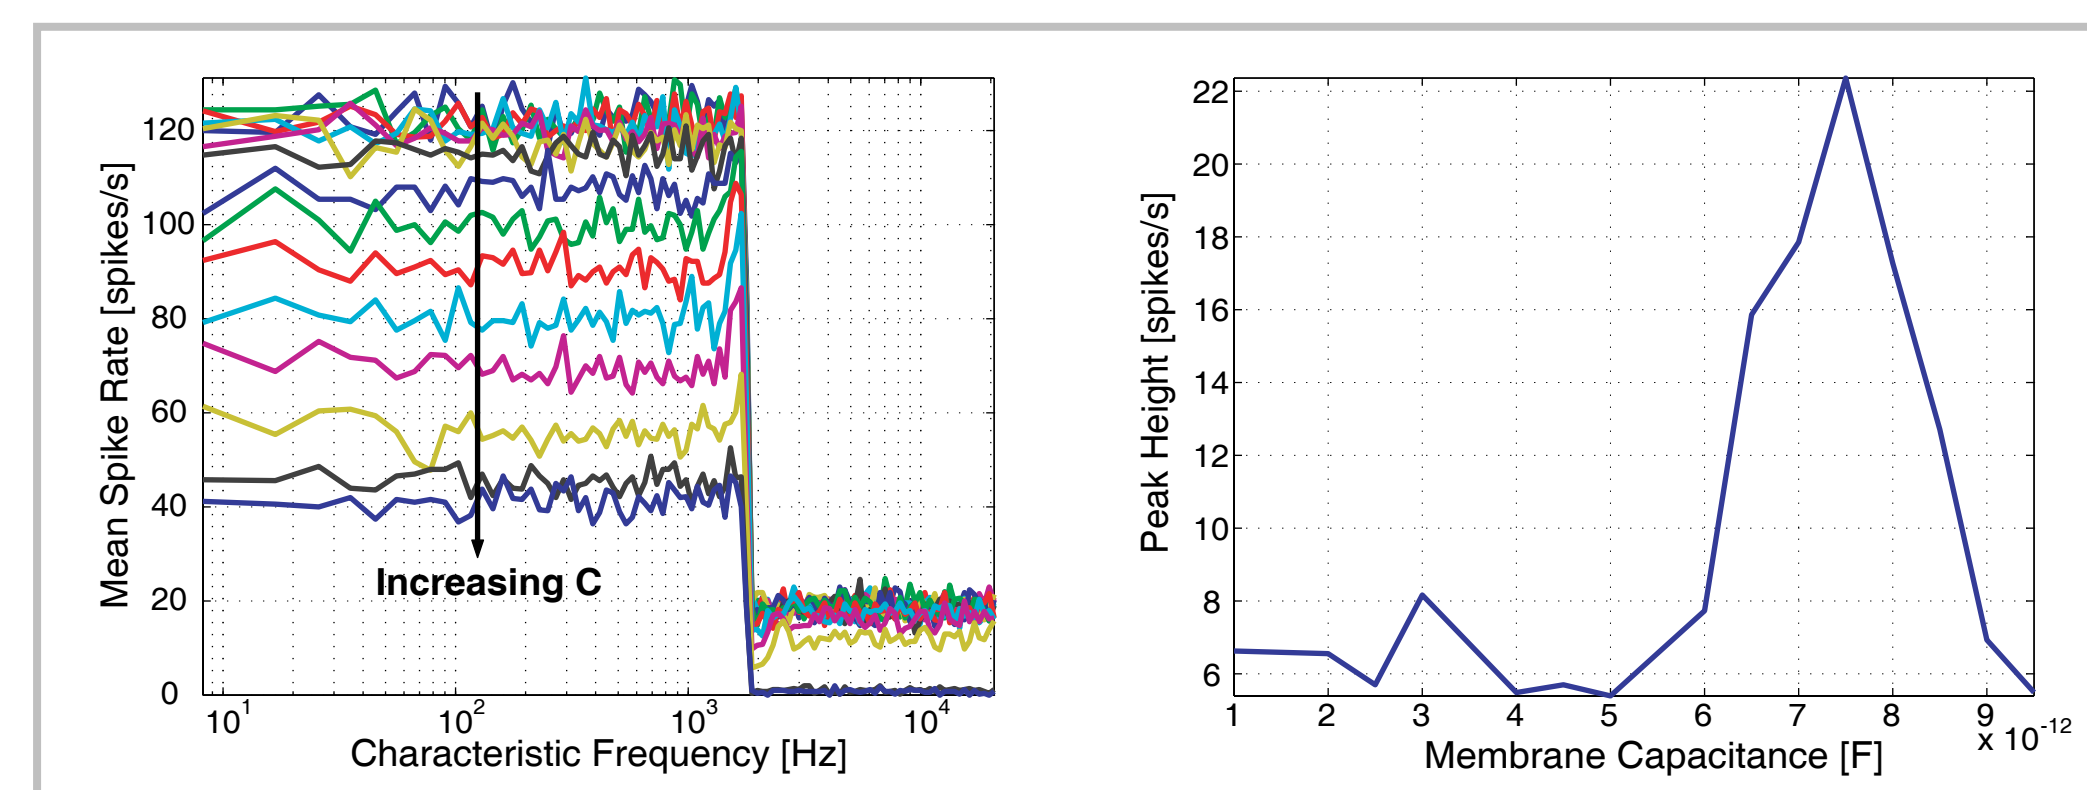 Mean Spike Rate [spikes/s]
120
100
80
60
40
20
0
Increasing C
10^1
10^2
10^3
10^4
Characteristic Frequency [Hz]
Peak Height [spikes/s]
22
20
18
16
14
12
10
8
6
1 2 3 4 5 6 7 8 9
x 10^-12
Membrane Capacitance [F]